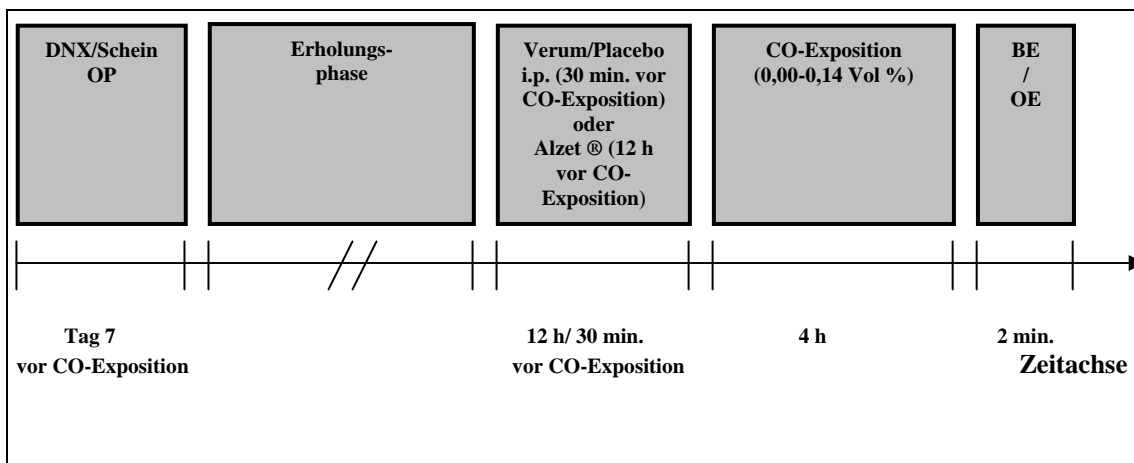 DNX/Schein
OP
Erholungs-
phase
Verum/Placebo
i.p. (30 min. vor
CO-Exposition)
oder
Alzet ® (12 h
vor CO-
Exposition)
CO-Exposition
(0,00-0,14 Vol %)
BE
/
OE
Tag 7
vor CO-Exposition
12 h/ 30 min.
vor CO-Exposition
4 h
2 min.
Zeitachse